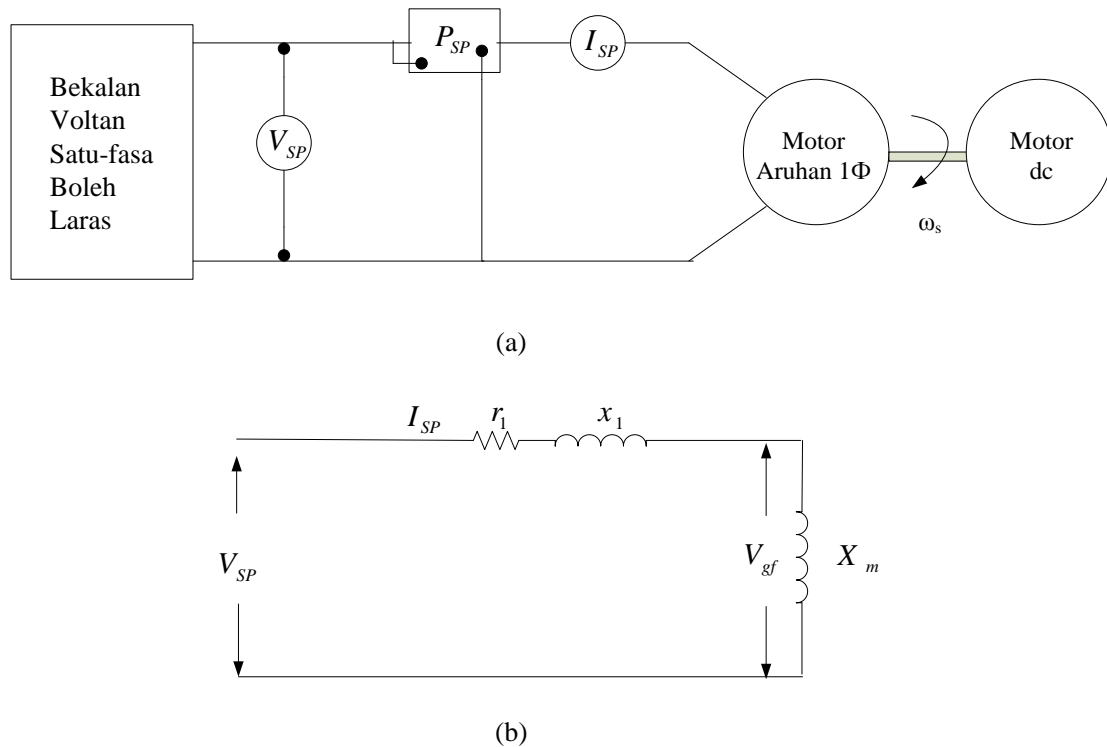 Bekalan
Voltan
Satu-fasa
Boleh
Laras
V_SP
P_SP
I_SP
Motor
Aruhan 1Φ
ω_s
Motor
dc
(a)
I_SP
r_1
x_1
V_SP
V_gf
X_m
(b)